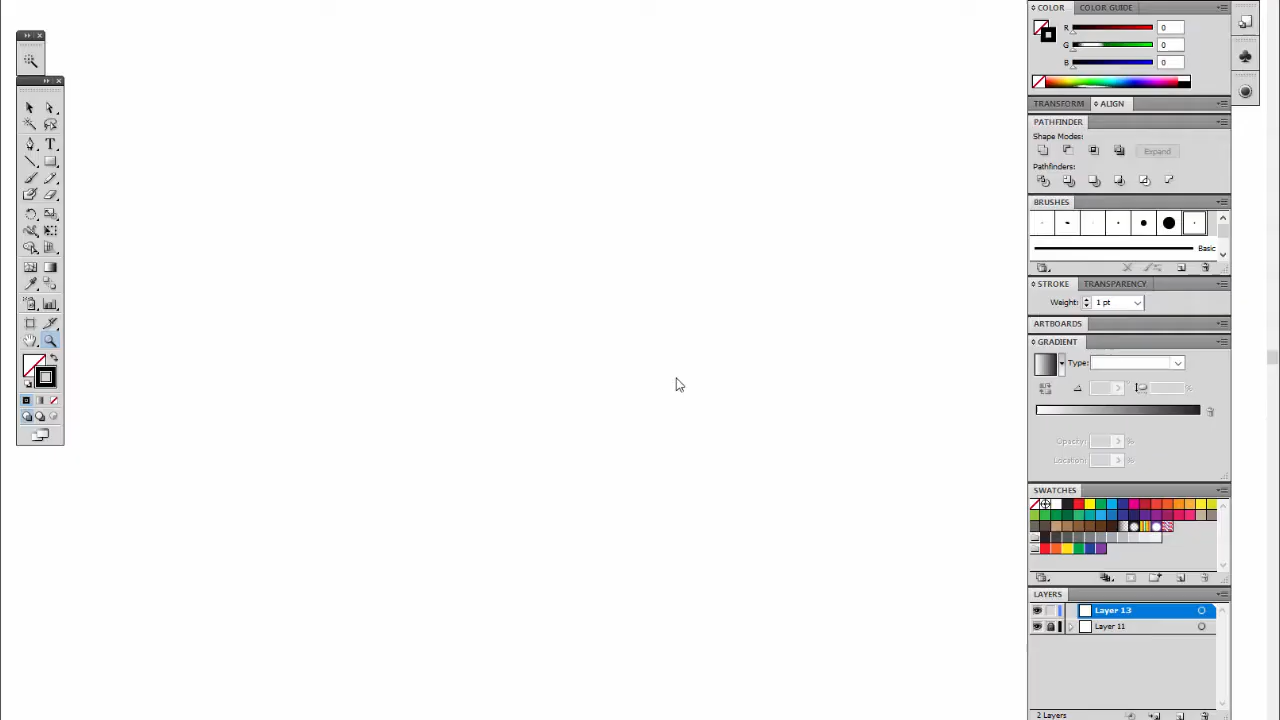 COLOR COLOR GUIDE
R 0
G 0
B 0
TRANSFORM ALIGN
PATHFINDER
Shape Modes:
Expand
Pathfinders:
BRUSHES
Basic
STROKE TRANSPARENCY
Weight: 1 pt
ARTBOARDS
GRADIENT
Type:
%
Opacity: %
Location: %
SWATCHES
LAYERS
Layer 13
Layer 11
2 Layers